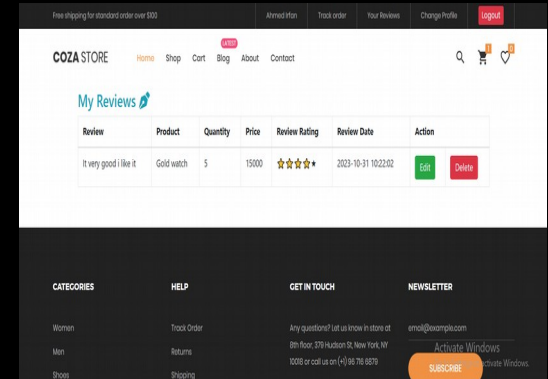 Free shipping for standard order over $100 Ahmed Irfan Track order Your Reviews Change Profile Logout
LATEST
COZA STORE Home Shop Cart Blog About Contact 1 0
My Reviews
Review Product Quantity Price Review Rating Review Date Action
It very good i like it Gold watch 5 15000 2023-10-31 10:22:02 Edit Delete
CATEGORIES HELP GET IN TOUCH NEWSLETTER
Women Track Order Any questions? Let us know in store at email@example.com
Men Returns 8th floor, 379 Hudson St, New York, NY Activate Windows
Shoes Shipping 10018 or call us on (+1) 96 716 6879 SUBSCRIBE activate Windows.